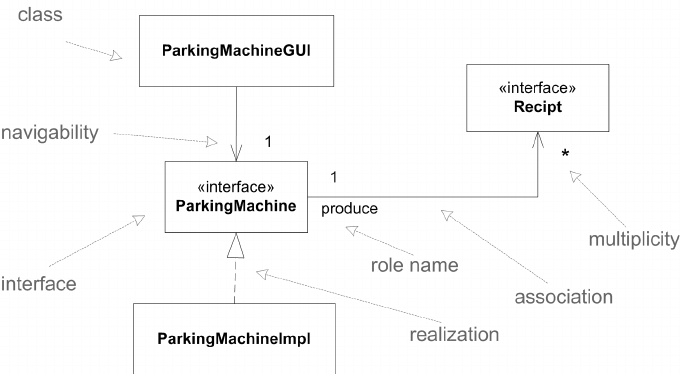 class
ParkingMachineGUI
«interface»
Recipt
navigability
1
*
«interface»
ParkingMachine
1
produce
multiplicity
role name
interface
association
realization
ParkingMachineImpl